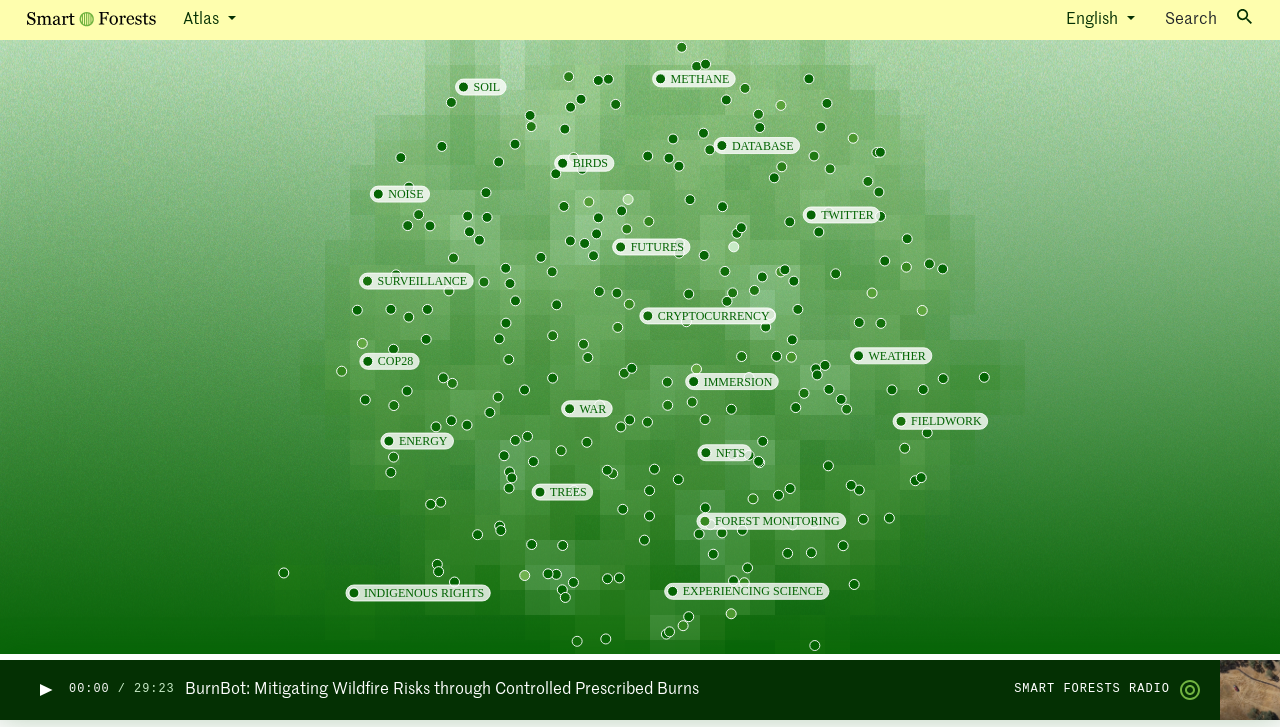 Smart Forests Atlas English Search
METHANE
SOIL
DATABASE
BIRDS
NOISE
TWITTER
FUTURES
SURVEILLANCE
CRYPTOCURRENCY
WEATHER
COP28
IMMERSION
WAR
FIELDWORK
ENERGY
NFTS
TREES
FOREST MONITORING
EXPERIENCING SCIENCE
INDIGENOUS RIGHTS
00:00 / 29:23 BurnBot: Mitigating Wildfire Risks through Controlled Prescribed Burns SMART FORESTS RADIO